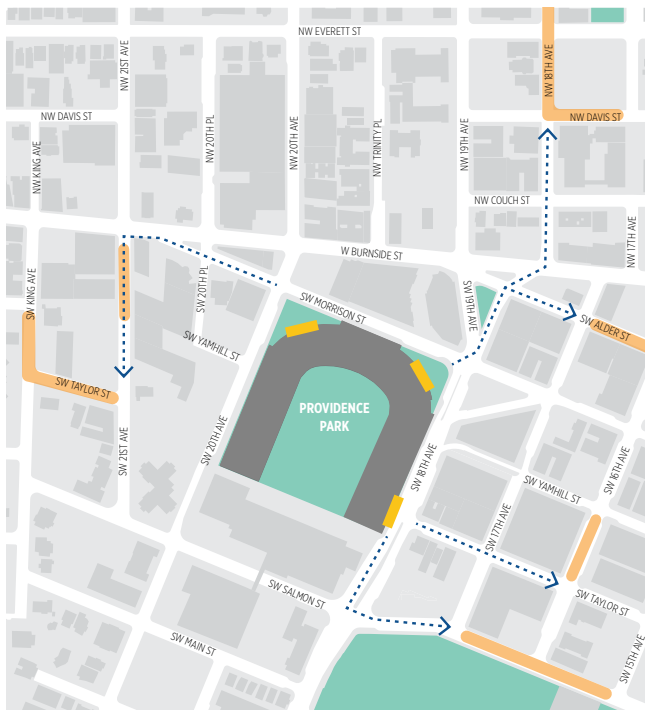 NW EVERETT ST
NW 21ST AVE
NW 18TH AVE
NW DAVIS ST
NW DAVIS ST
NW KING AVE
NW 20TH PL
NW 20TH AVE
NW TRINITY PL
NW 19TH AVE
NW COUCH ST
NW 17TH AVE
W BURNSIDE ST
SW KING AVE
SW 20TH PL
SW MORRISON ST
SW 19TH AVE
SW ALDER ST
SW YAMHILL ST
SW TAYLOR ST
PROVIDENCE
PARK
SW 21ST AVE
SW 20TH AVE
SW 18TH AVE
SW 16TH AVE
SW YAMHILL ST
SW 17TH AVE
SW SALMON ST
SW TAYLOR ST
SW MAIN ST
SW 15TH AVE